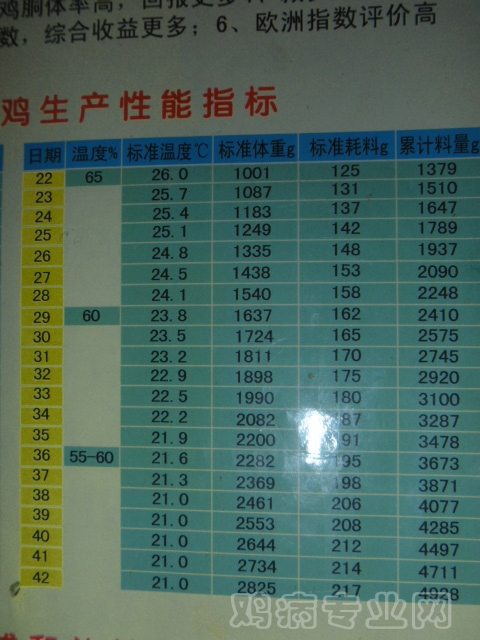 鸡胴体率高，回报更多
数，综合收益更多；6、欧洲指数评价高
鸡生产性能指标
日期 温度% 标准温度℃ 标准体重g 标准耗料g 累计料量g
22 65 26.0 1001 125 1379
23 25.7 1087 131 1510
24 25.4 1183 137 1647
25 25.1 1249 142 1789
26 24.8 1335 148 1937
27 24.5 1438 153 2090
28 24.1 1540 158 2248
29 60 23.8 1637 162 2410
30 23.5 1724 165 2575
31 23.2 1811 170 2745
32 22.9 1898 175 2920
33 22.5 1990 180 3100
34 22.2 2082 87 3287
35 21.9 2200 91 3478
36 55-60 21.6 2282 195 3673
37 21.3 2369 198 3871
38 21.0 2461 206 4077
39 21.0 2553 208 4285
40 21.0 2644 212 4497
41 21.0 2734 214 4711
42 21.0 2825 217 4928
鸡病专业网